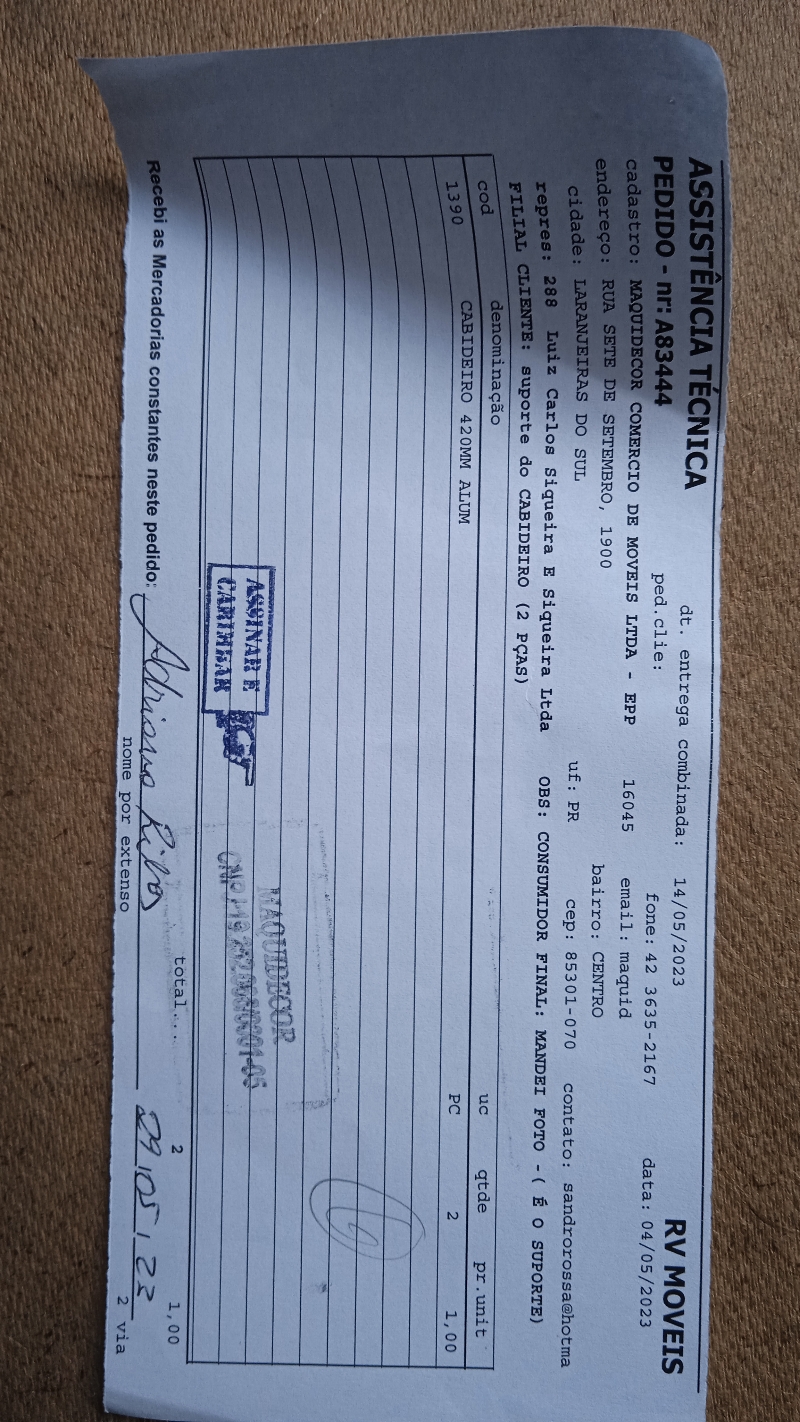 ASSISTÊNCIA TÉCNICA dt. entrega combinada: 14/05/2023 RV MOVEIS
PEDIDO - nr: A83444 ped.clie: fone: 42 3635-2167 data: 04/05/2023
cadastro: MAQUIDECOR COMERCIO DE MOVEIS LTDA - EPP 16045 email: maquid
endereço: RUA SETE DE SETEMBRO, 1900 bairro: CENTRO
cidade: LARANJEIRAS DO SUL uf: PR cep: 85301-070 contato: sandrorossa@hotma
repres: 288 Luiz Carlos Siqueira E Siqueira Ltda OBS: CONSUMIDOR FINAL: MANDEI FOTO - ( É O SUPORTE)
FILIAL CLIENTE: suporte do CABIDEIRO (2 PÇAS)
cod denominação uc qtde pr.unit
1390 CABIDEIRO 420MM ALUM PC 2 1,00
MAQUIDECOR
ASSINAR E
CARIMBAR
CNPJ
total... 2 1,00
Recebi as Mercadorias constantes neste pedido: 29/05/23
nome por extenso 2 via